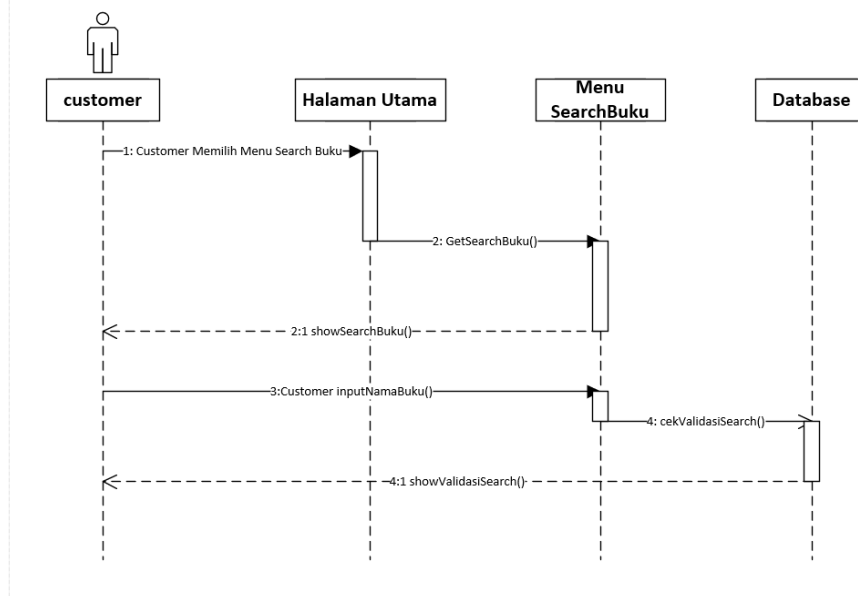 customer
Halaman Utama
Menu
SearchBuku
Database
1: Customer Memilih Menu Search Buku
2: GetSearchBuku()
2:1 showSearchBuku()
3:Customer inputNamaBuku()
4: cekValidasiSearch()
4:1 showValidasiSearch()